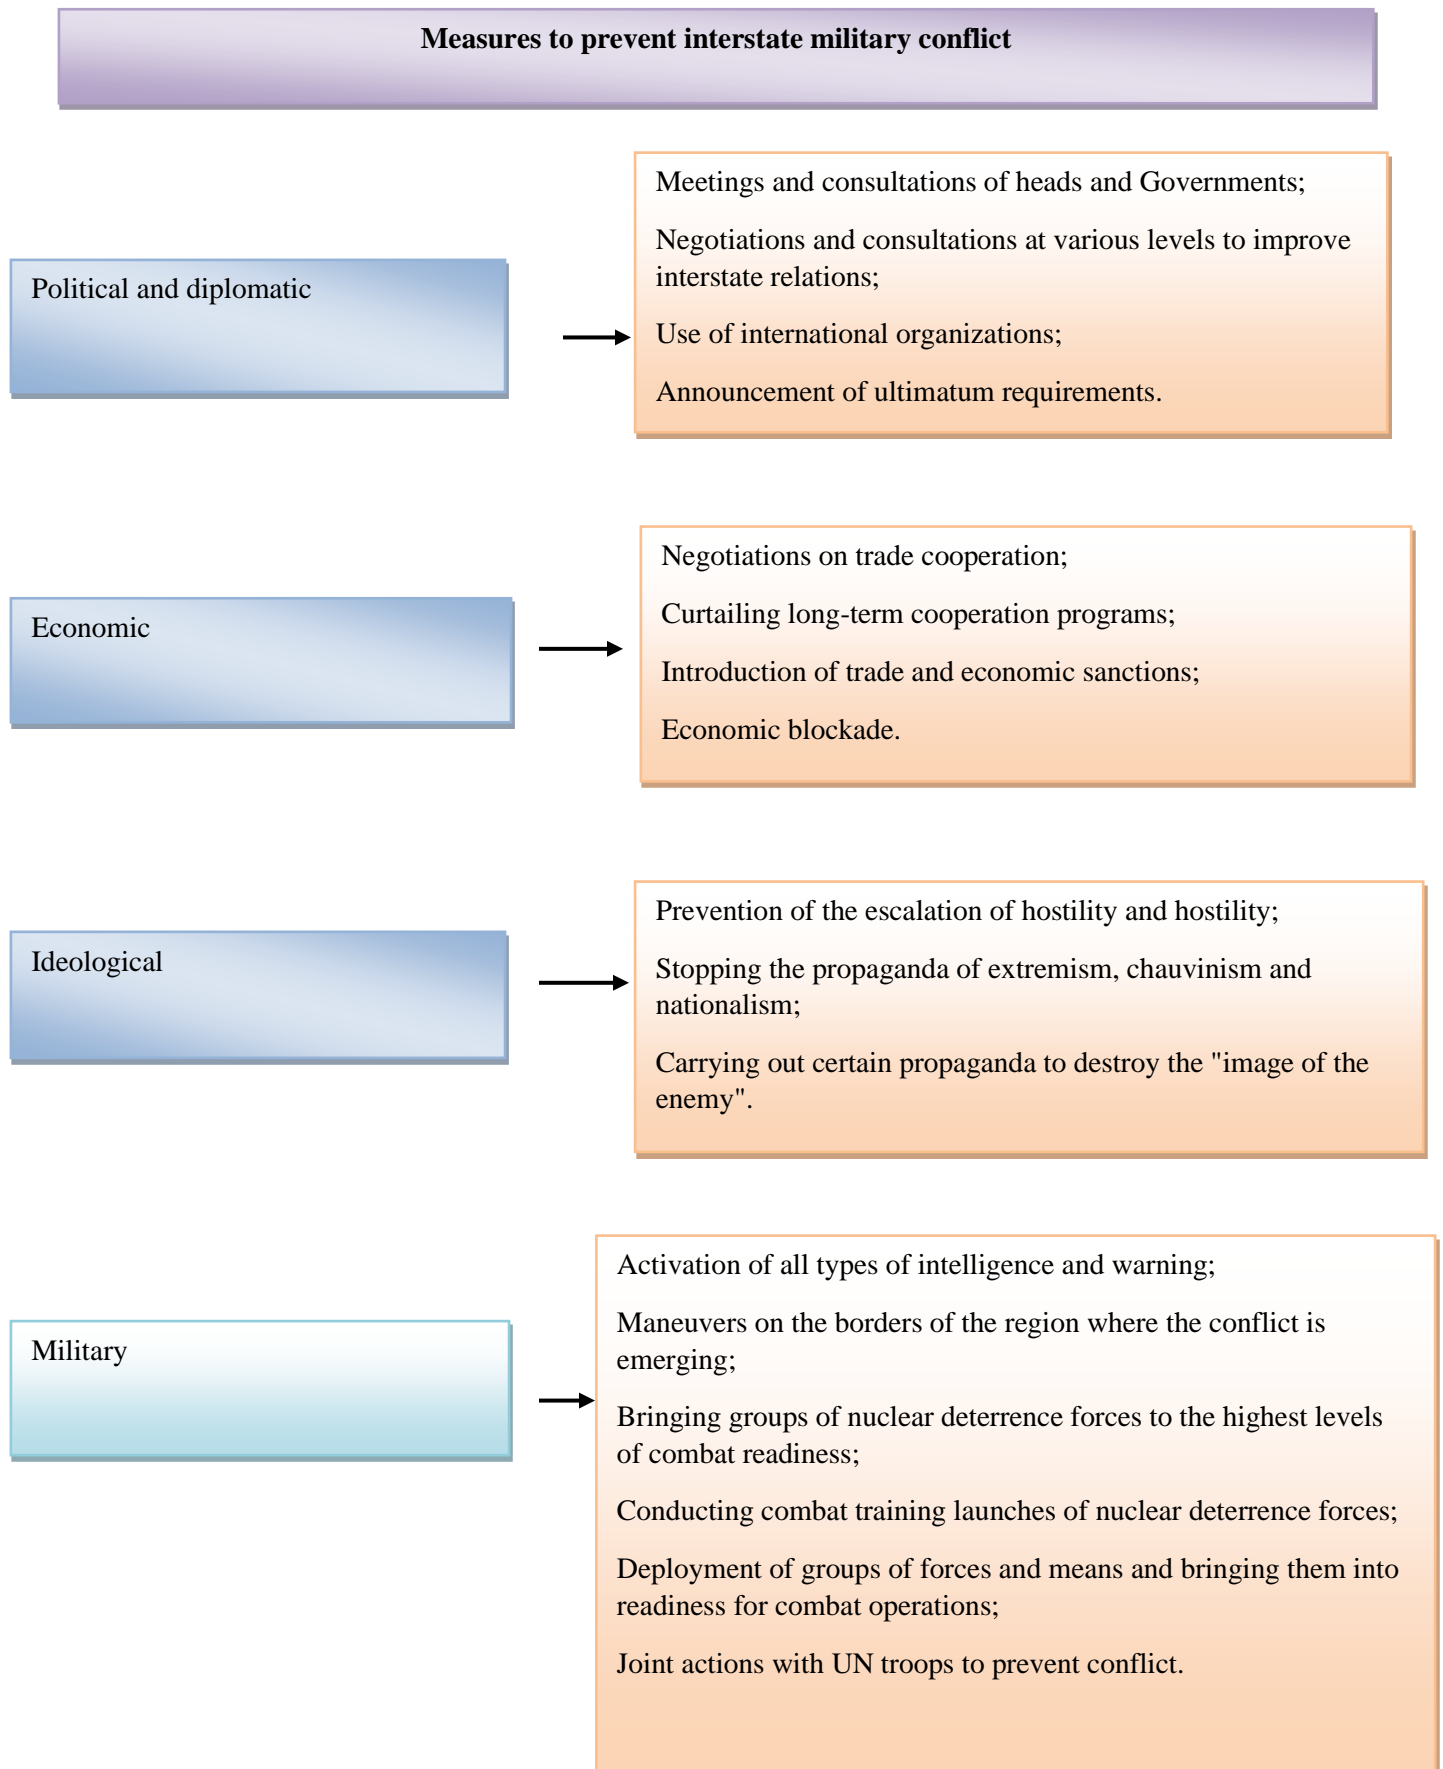 Measures to prevent interstate military conflict
Political and diplomatic
Meetings and consultations of heads and Governments;
Negotiations and consultations at various levels to improve
interstate relations;
Use of international organizations;
Announcement of ultimatum requirements.
Economic
Negotiations on trade cooperation;
Curtailing long-term cooperation programs;
Introduction of trade and economic sanctions;
Economic blockade.
Ideological
Prevention of the escalation of hostility and hostility;
Stopping the propaganda of extremism, chauvinism and
nationalism;
Carrying out certain propaganda to destroy the "image of the
enemy".
Military
Activation of all types of intelligence and warning;
Maneuvers on the borders of the region where the conflict is
emerging;
Bringing groups of nuclear deterrence forces to the highest levels
of combat readiness;
Conducting combat training launches of nuclear deterrence forces;
Deployment of groups of forces and means and bringing them into
readiness for combat operations;
Joint actions with UN troops to prevent conflict.